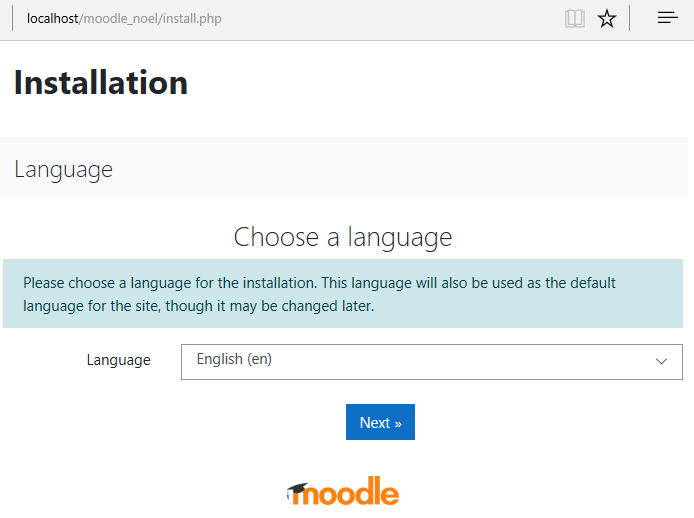 localhost/moodle_noel/install.php
Installation
Language
Choose a language
Please choose a language for the installation. This language will also be used as the default
language for the site, though it may be changed later.
Language English (en)
Next »
moodle